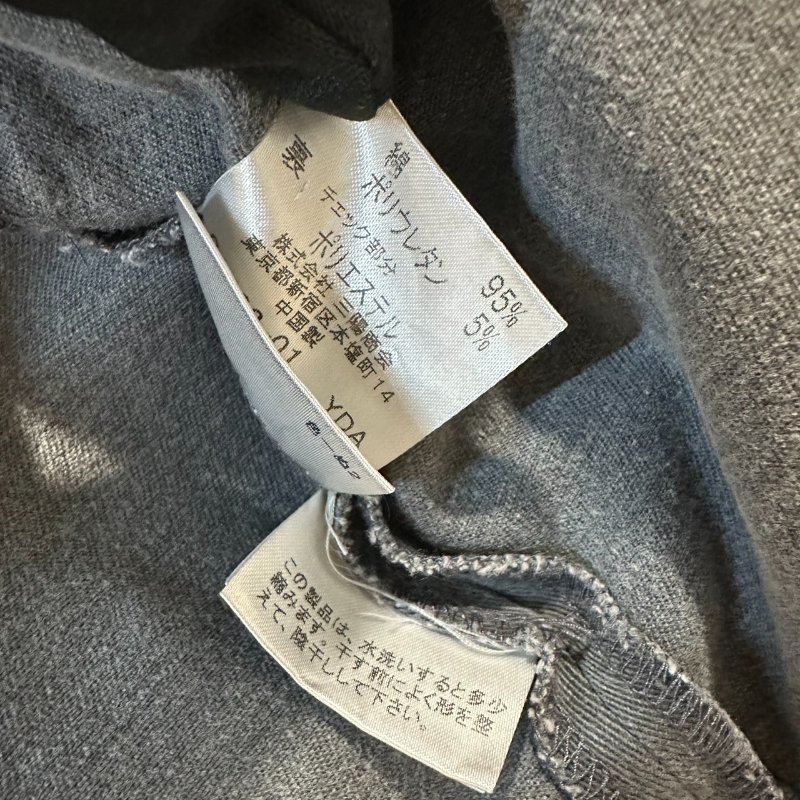 綿 95%
ポリウレタン 5%
チェック部分
裏 ポリエステル
株式会社 三陽商会
東京都新宿区本塩町14
中国製
01 YDA
この製品は、水洗いすると多少
縮みます。干す前によく形を整
えて、陰干しして下さい。